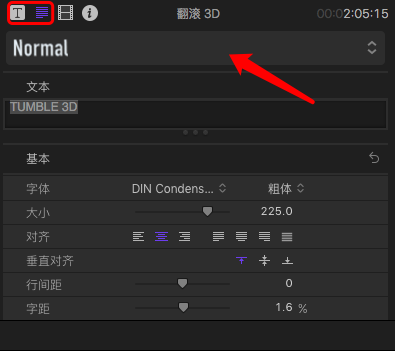 T 翻滚 3D 00:02:05:15
Normal
文本
TUMBLE 3D
基本
字体 DIN Condens... 粗体
大小 225.0
对齐
垂直对齐
行间距 0
字距 1.6 %